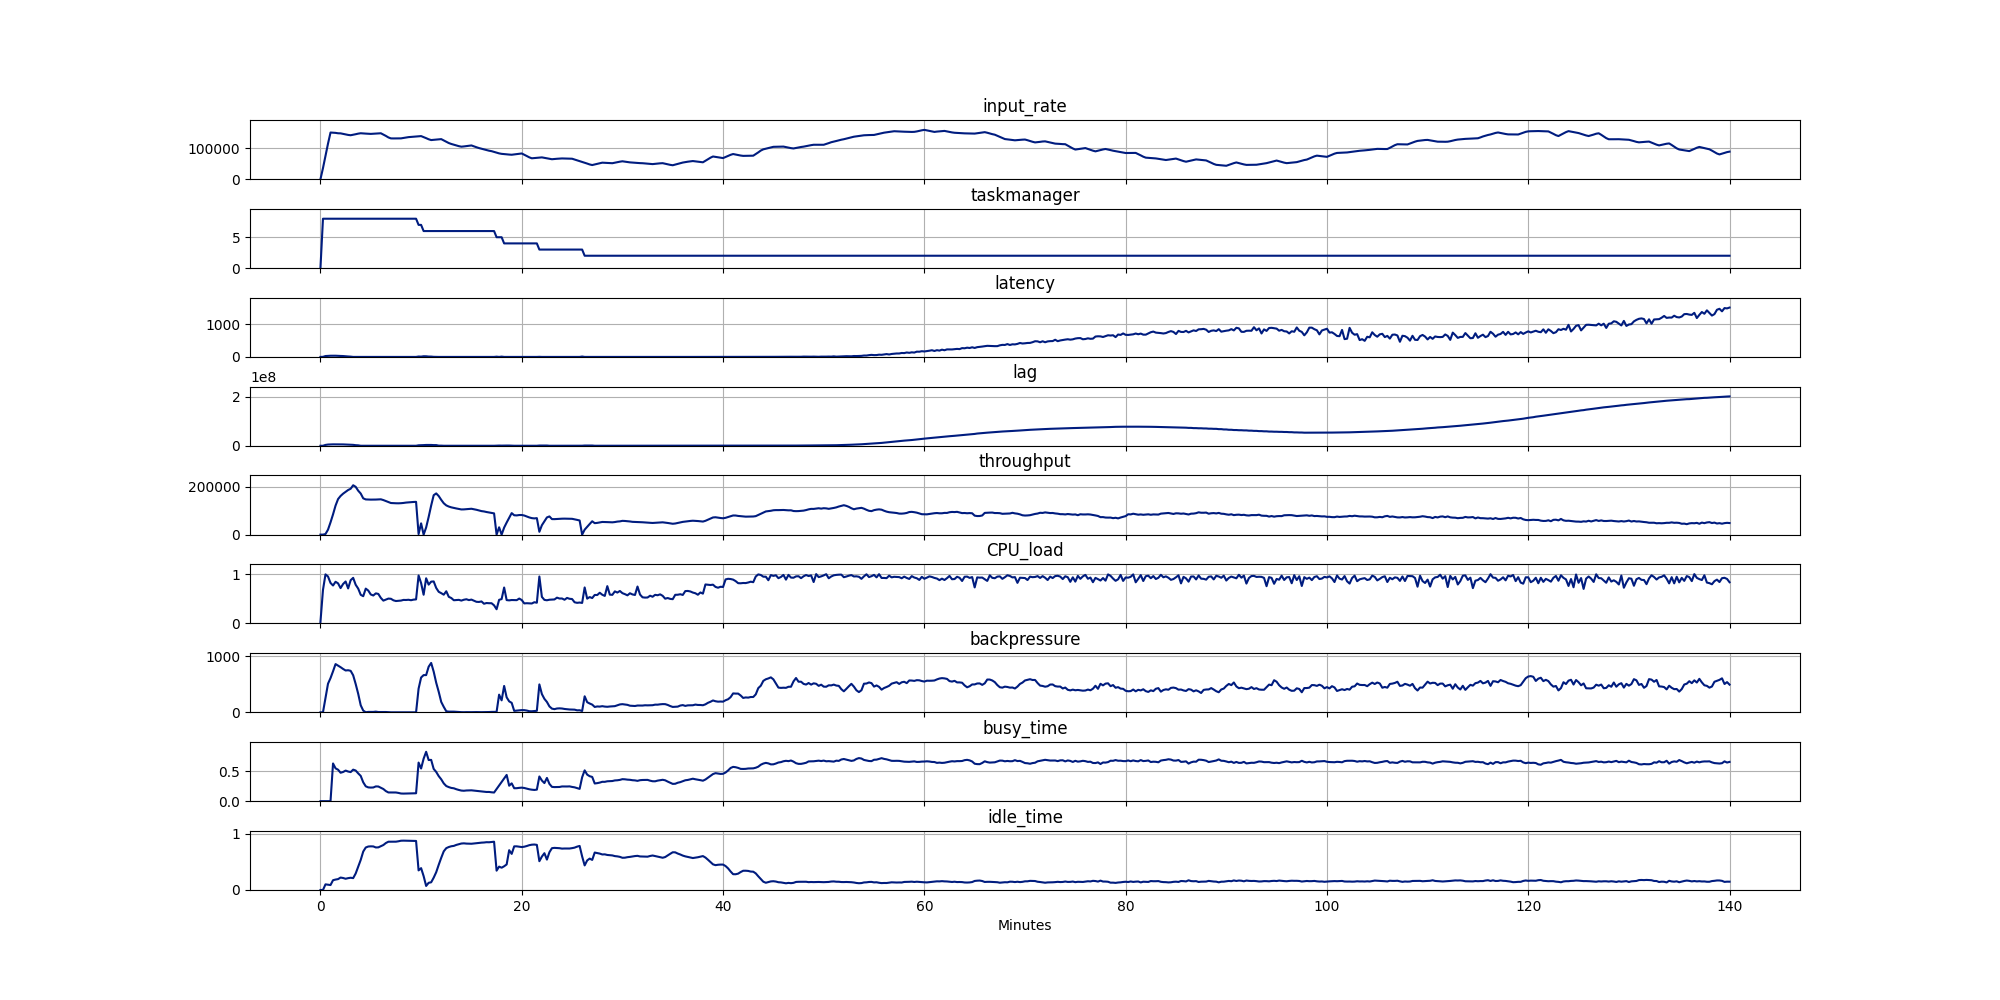 input_rate
100000
0
taskmanager
5
0
latency
1000
0
lag
1e8
2
0
throughput
200000
0
CPU_load
1
0
backpressure
1000
0
busy_time
0.5
0.0
idle_time
1
0
0 20 40 60 80 100 120 140
Minutes